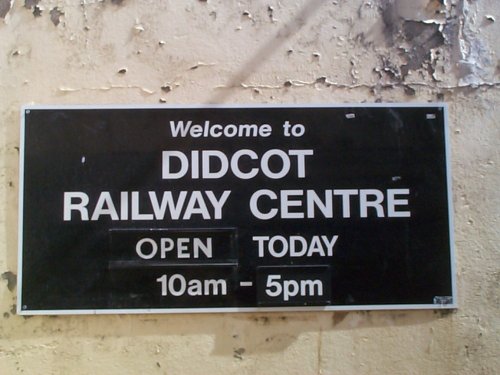 Welcome to
DIDCOT
RAILWAY CENTRE
OPEN TODAY
10am - 5pm